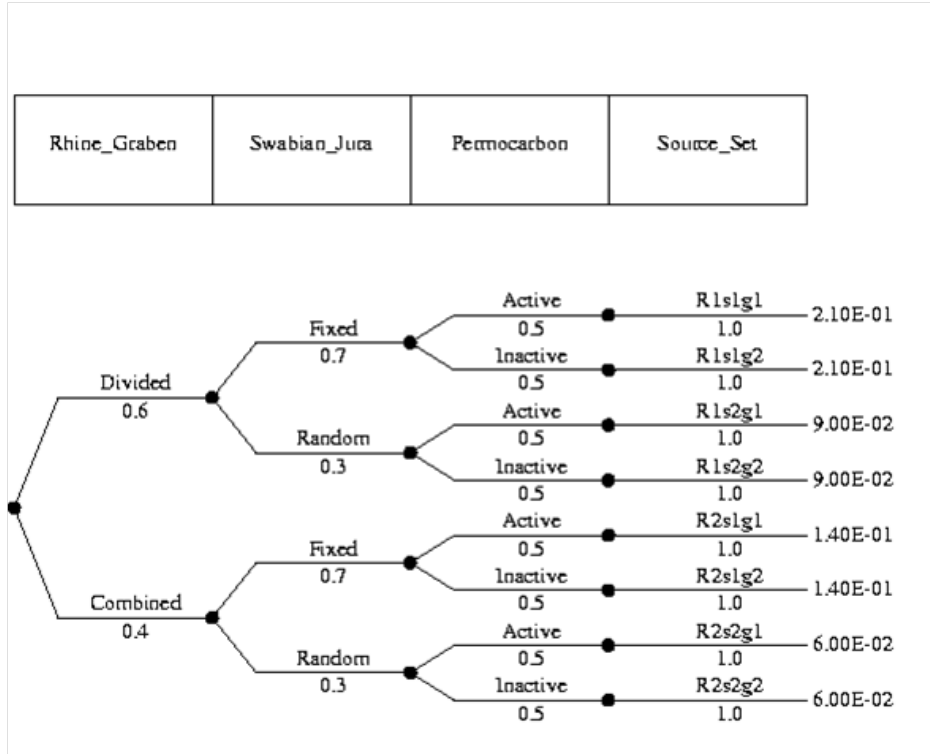 Rhine_Graben Swabian_Jura Permocarbon Source_Set
Active R1s1g1
0.5 1.0 2.10E-01
Fixed
0.7
Inactive R1s1g2
0.5 1.0 2.10E-01
Divided
0.6
Active R1s2g1
0.5 1.0 9.00E-02
Random
0.3
Inactive R1s2g2
0.5 1.0 9.00E-02
Active R2s1g1
0.5 1.0 1.40E-01
Fixed
0.7
Inactive R2s1g2
0.5 1.0 1.40E-01
Combined
0.4
Active R2s2g1
0.5 1.0 6.00E-02
Random
0.3
Inactive R2s2g2
0.5 1.0 6.00E-02